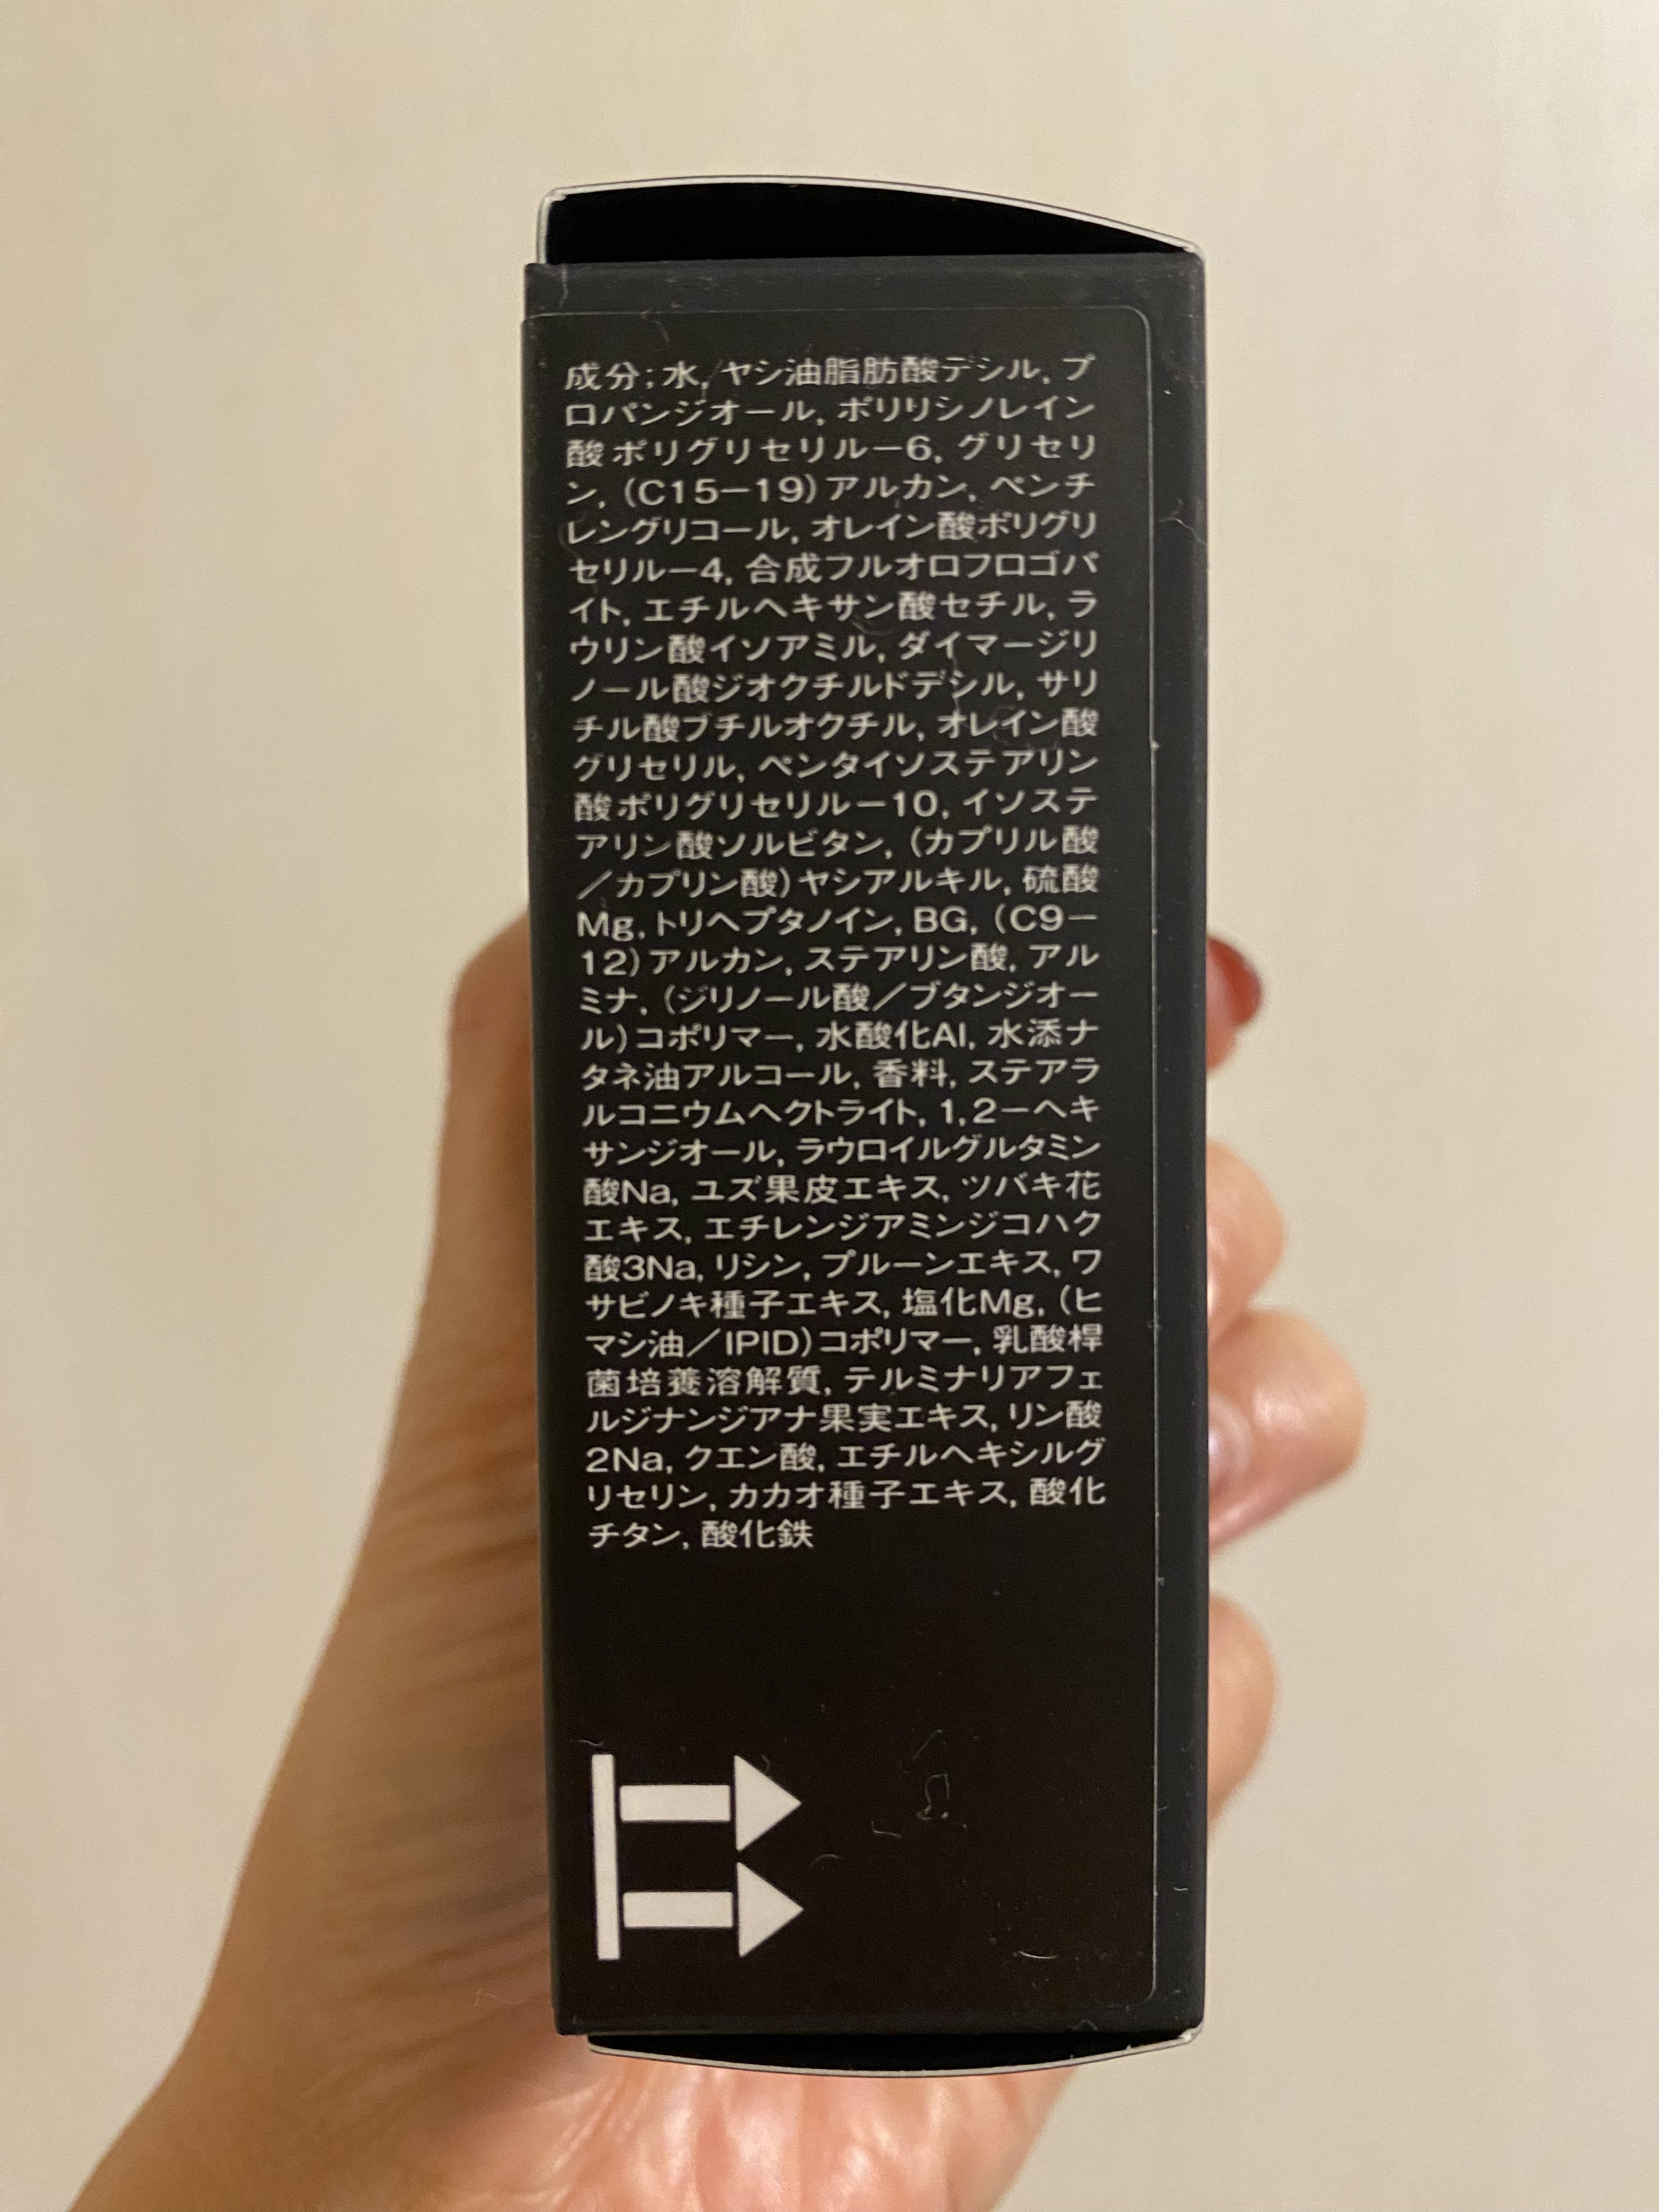 成分；水, ヤシ油脂肪酸デシル, プ
ロパンジオール, ポリリシノレイン
酸ポリグリセリルー6, グリセリ
ン, (C15ー19)アルカン, ペンチ
レングリコール, オレイン酸ポリグリ
セリルー4, 合成フルオロフロゴパ
イト, エチルヘキサン酸セチル, ラ
ウリン酸イソアミル, ダイマージリ
ノール酸ジオクチルドデシル, サリ
チル酸ブチルオクチル, オレイン酸
グリセリル, ペンタイソステアリン
酸ポリグリセリルー10, イソステ
アリン酸ソルビタン, (カプリル酸
／カプリン酸)ヤシアルキル, 硫酸
Mg, トリヘプタノイン, BG, (C9ー
12)アルカン, ステアリン酸, アル
ミナ, (ジリノール酸／ブタンジオー
ル)コポリマー, 水酸化Al, 水添ナ
タネ油アルコール, 香料, ステアラ
ルコニウムヘクトライト, 1,2ーヘキ
サンジオール, ラウロイルグルタミン
酸Na, ユズ果皮エキス, ツバキ花
エキス, エチレンジアミンジコハク
酸3Na, リシン, プルーンエキス, ワ
サビノキ種子エキス, 塩化Mg, (ヒ
マシ油／IPID)コポリマー, 乳酸桿
菌培養溶解質, テルミナリアフェ
ルジナンジアナ果実エキス, リン酸
2Na, クエン酸, エチルヘキシルグ
リセリン, カカオ種子エキス, 酸化
チタン, 酸化鉄